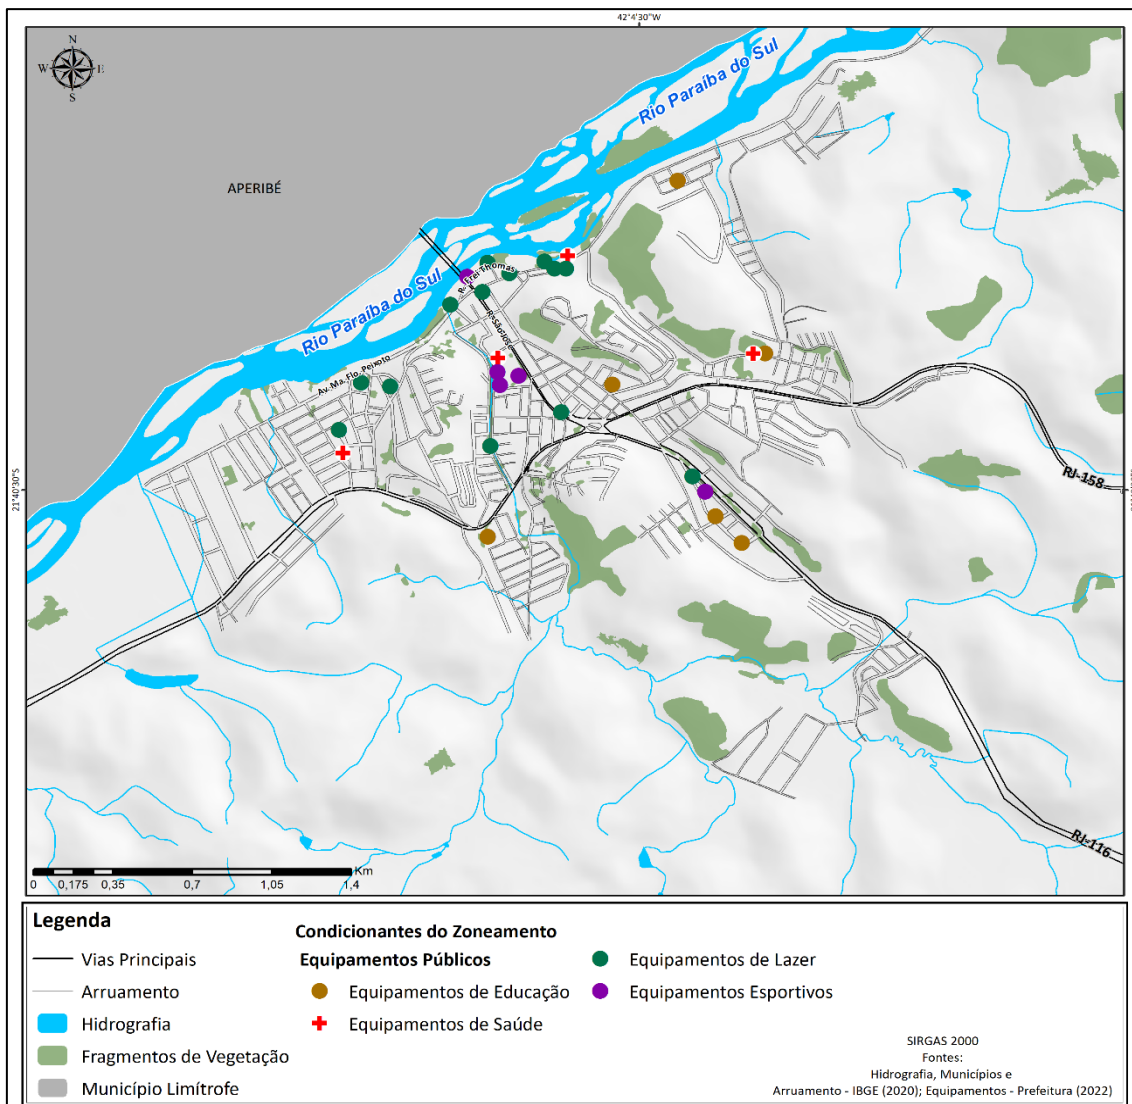 42°4'30"W
N
W E
S
Rio Paraíba do Sul
APERIBÉ
R. Frei Thomas
Rio Paraíba do Sul
R. São José
Av. Ma. Flo. Peixoto
RJ-158
21°40'30"S
RJ-116
Km
0 0,175 0,35 0,7 1,05 1,4
Legenda
Vias Principais
Arruamento
Hidrografia
Fragmentos de Vegetação
Município Limítrofe
Condicionantes do Zoneamento
Equipamentos Públicos
Equipamentos de Educação
Equipamentos de Saúde
Equipamentos de Lazer
Equipamentos Esportivos
SIRGAS 2000
Fontes:
Hidrografia, Municípios e
Arruamento - IBGE (2020); Equipamentos - Prefeitura (2022)